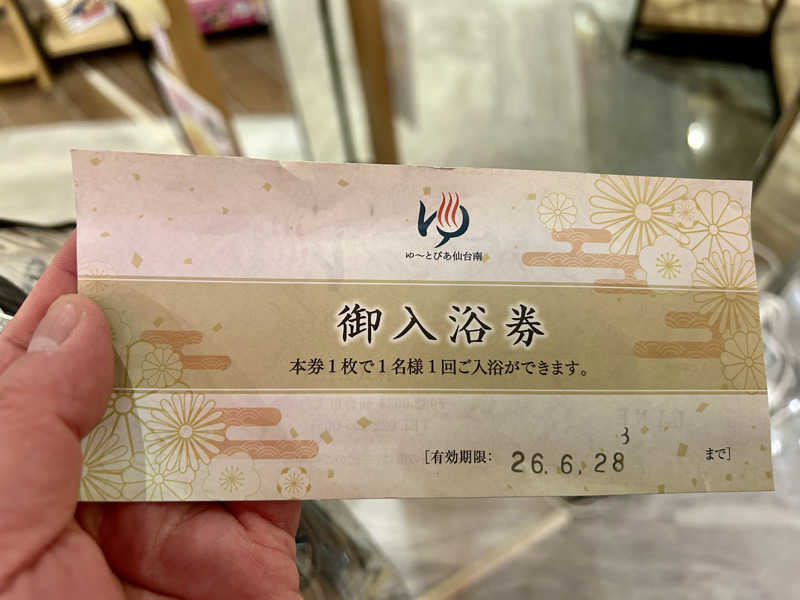 ゆ
ゆ〜とぴあ仙台南
御入浴券
本券1枚で1名様1回ご入浴ができます。
3
[有効期限: 26.6.28 まで]